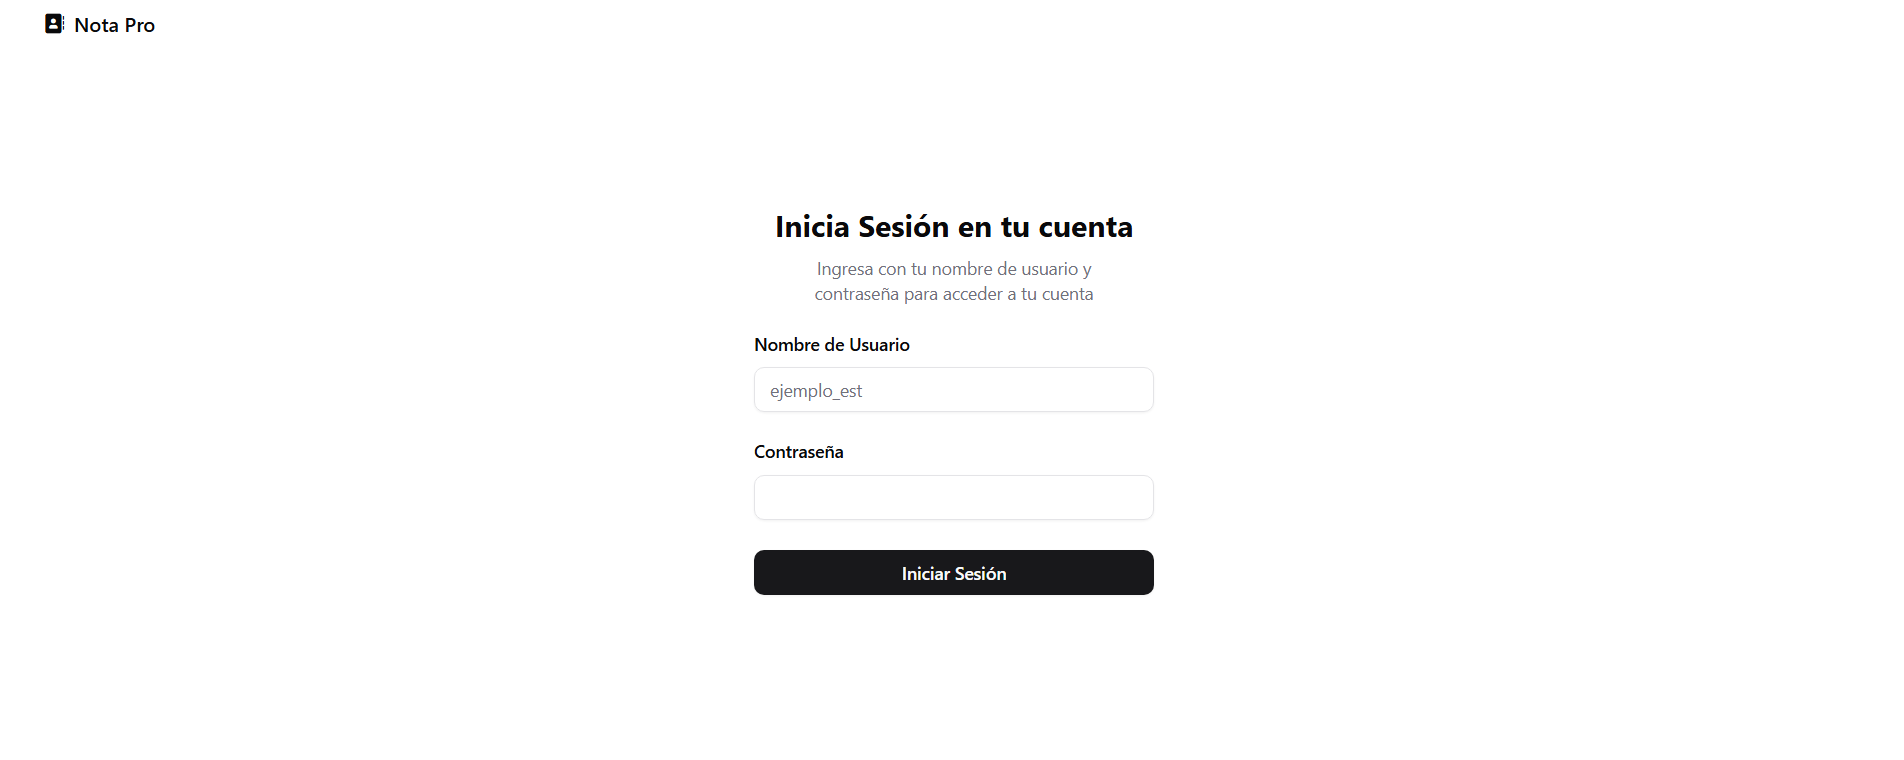 Nota Pro
Inicia Sesión en tu cuenta
Ingresa con tu nombre de usuario y
contraseña para acceder a tu cuenta
Nombre de Usuario
ejemplo_est
Contraseña
Iniciar Sesión